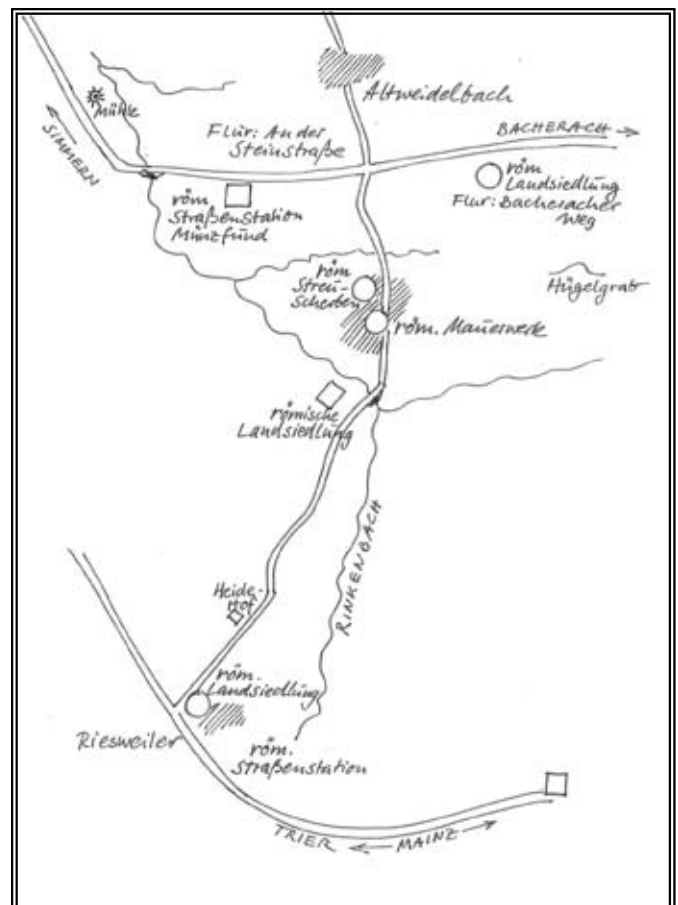 Altweidelbach
Mühle
SIMMERN
Flur: An der
Steinstraße
BACHERACH
röm
Straßenstation
Münzfund
röm
Landsiedlung
Flur: Bacheracher
Weg
röm
Streu-
scherben
Hügelgrab
röm. Mauerwerk
römische
Landsiedlung
RINKENBACH
Heide-
Hof
röm.
Landsiedlung
Riesweiler
röm.
Straßenstation
TRIER
MAINZ